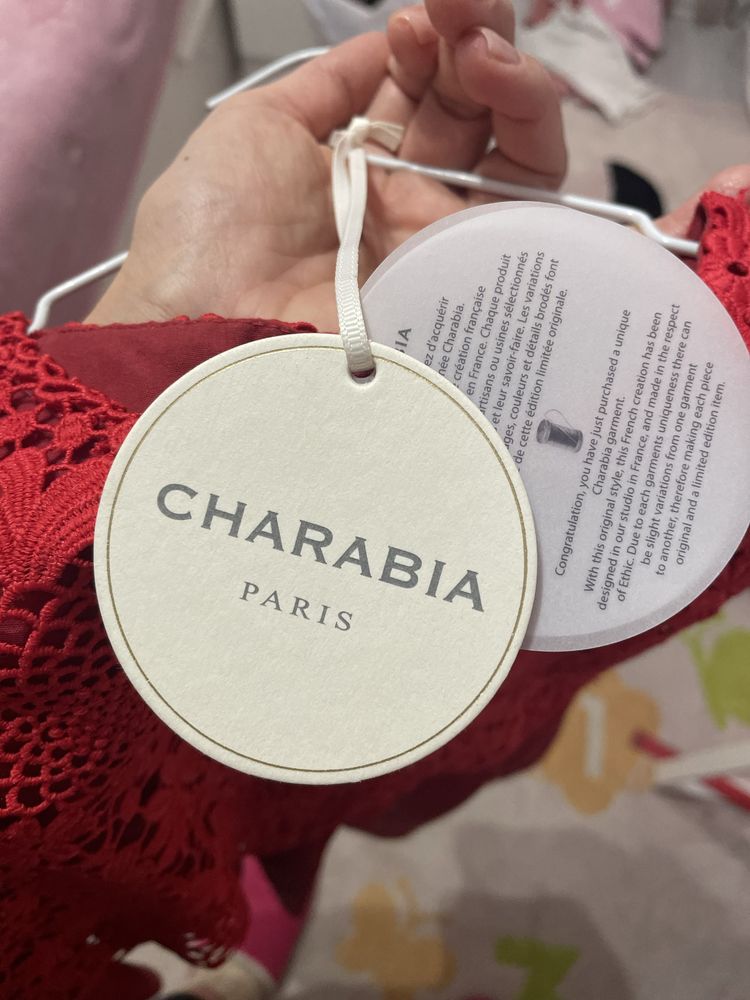 CHARABIA
PARIS
IA
ez d'acquérir
née Charabia.
création française
en France. Chaque produit
artisans ou usines sélectionnés
et leur savoir-faire. Les variations
ages, couleurs et détails brodés font
de cette édition limitée originale.
Congratulation, you have just purchased a unique
Charabia garment.
With this original style, this French creation has been
designed in our studio in France, and made in the respect
of Ethic. Due to each garments uniqueness there can
be slight variations from one garment
to another, therefore making each piece
original and a limited edition item.